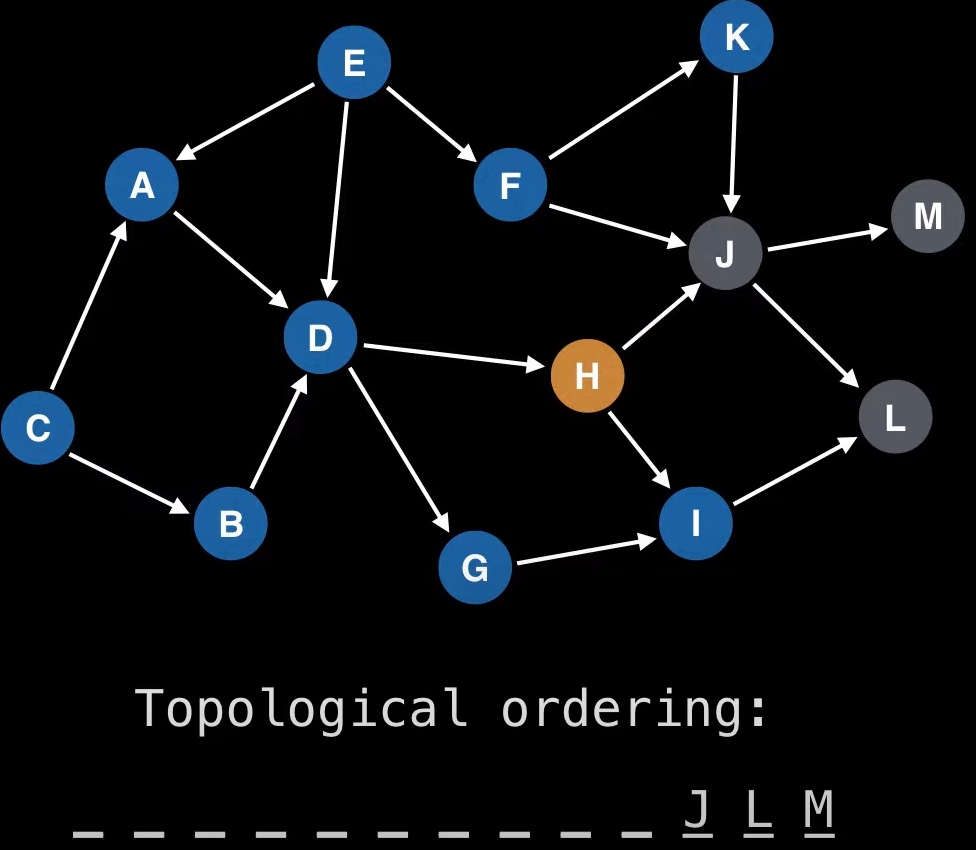 K
E
A
F
M
J
D
H
C
L
B
I
G
Topological ordering:
_ _ _ _ _ _ _ _ _ _ J L M